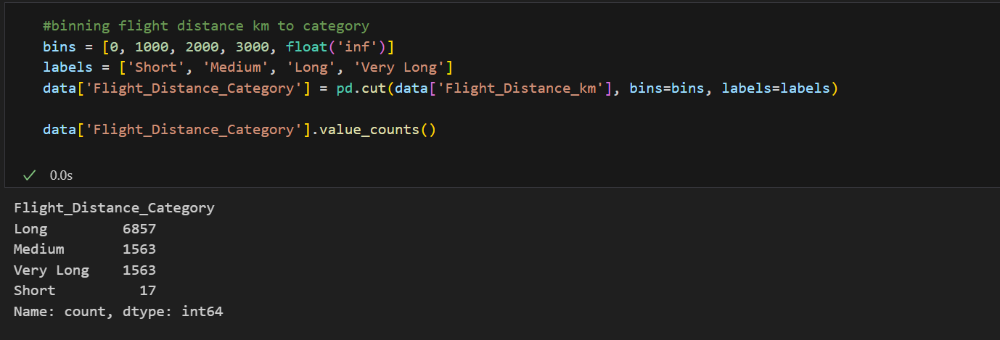 #binning flight distance km to category
bins = [0, 1000, 2000, 3000, float('inf')]
labels = ['Short', 'Medium', 'Long', 'Very Long']
data['Flight_Distance_Category'] = pd.cut(data['Flight_Distance_km'], bins=bins, labels=labels)
data['Flight_Distance_Category'].value_counts()
0.0s
Flight_Distance_Category
Long         6857
Medium       1563
Very Long    1563
Short          17
Name: count, dtype: int64